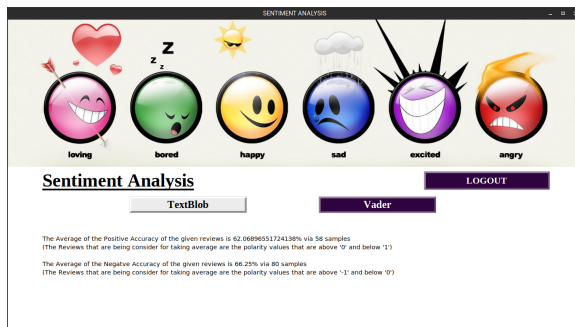 SENTIMENT ANALYSIS
Z
Z
Z
loving bored happy sad excited angry
Sentiment Analysis
LOGOUT
TextBlob Vader
The Average of the Positive Accuracy of the given reviews is 62.06896551724138% via 58 samples
(The Reviews that are being consider for taking average are the polarity values that are above '0' and below '1')
The Average of the Negatve Accuracy of the given reviews is 66.25% via 80 samples
(The Reviews that are being consider for taking average are the polarity values that are above '-1' and below '0')